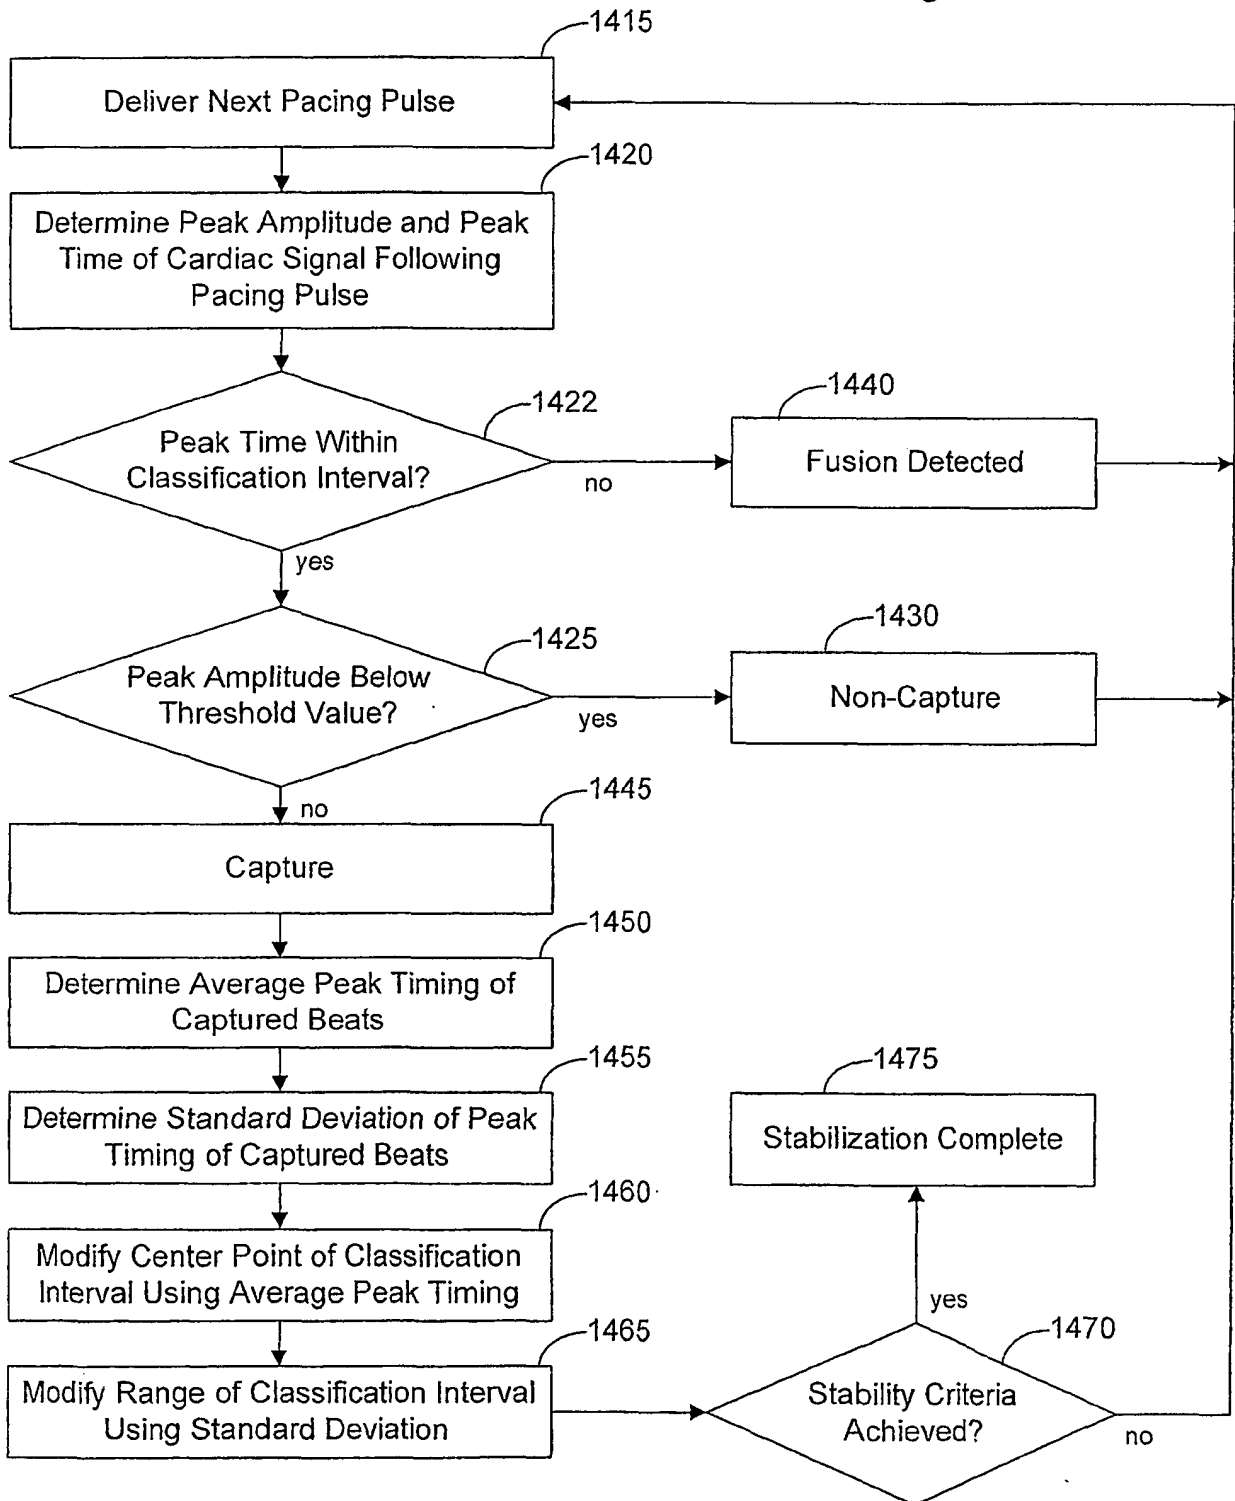 1415
Deliver Next Pacing Pulse
1420
Determine Peak Amplitude and Peak
Time of Cardiac Signal Following
Pacing Pulse
1422
Peak Time Within
Classification Interval?
no
1440
Fusion Detected
yes
1425
Peak Amplitude Below
Threshold Value?
yes
1430
Non-Capture
no
1445
Capture
1450
Determine Average Peak Timing of
Captured Beats
1455
Determine Standard Deviation of Peak
Timing of Captured Beats
1460
Modify Center Point of Classification
Interval Using Average Peak Timing
1465
Modify Range of Classification Interval
Using Standard Deviation
1475
Stabilization Complete
yes
1470
Stability Criteria
Achieved?
no